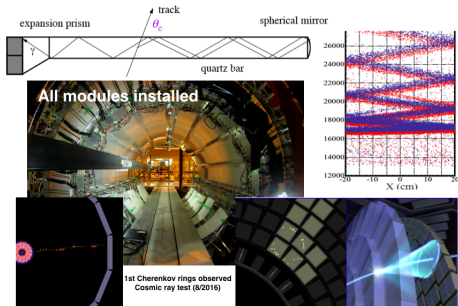 track
expansion prism
θc
spherical mirror
γ
quartz bar
All modules installed
26000
24000
22000
20000
18000
16000
14000
12000
-20
-10
0
10
20
X (cm)
1st Cherenkov rings observed
Cosmic ray test (8/2016)